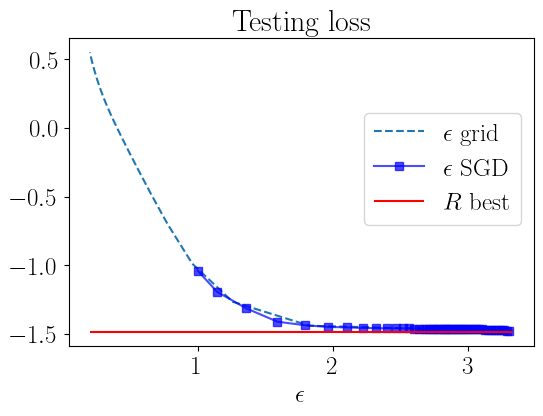 Testing loss
0.5
0.0
−0.5
−1.0
−1.5
ϵ grid
ϵ SGD
R best
1 2 3
ϵ